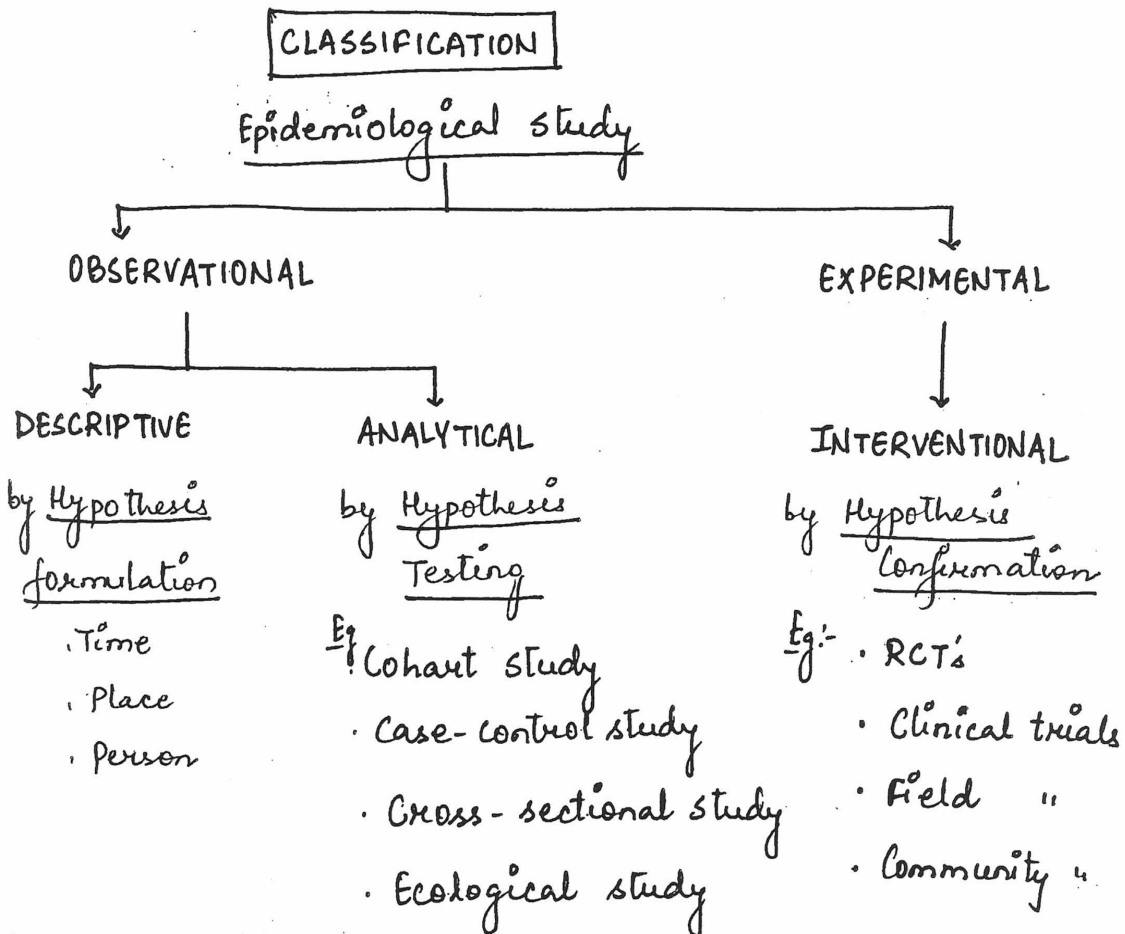 CLASSIFICATION
Epidemiological study
OBSERVATIONAL
EXPERIMENTAL
DESCRIPTIVE
by Hypothesis
formulation
. Time
. Place
. Person
ANALYTICAL
by Hypothesis
Testing
Eg
. Cohart study
. Case-control study
. Cross-sectional study
. Ecological study
INTERVENTIONAL
by Hypothesis
Confirmation
Eg:- . RCT's
. Clinical trials
. Field "
. Community "